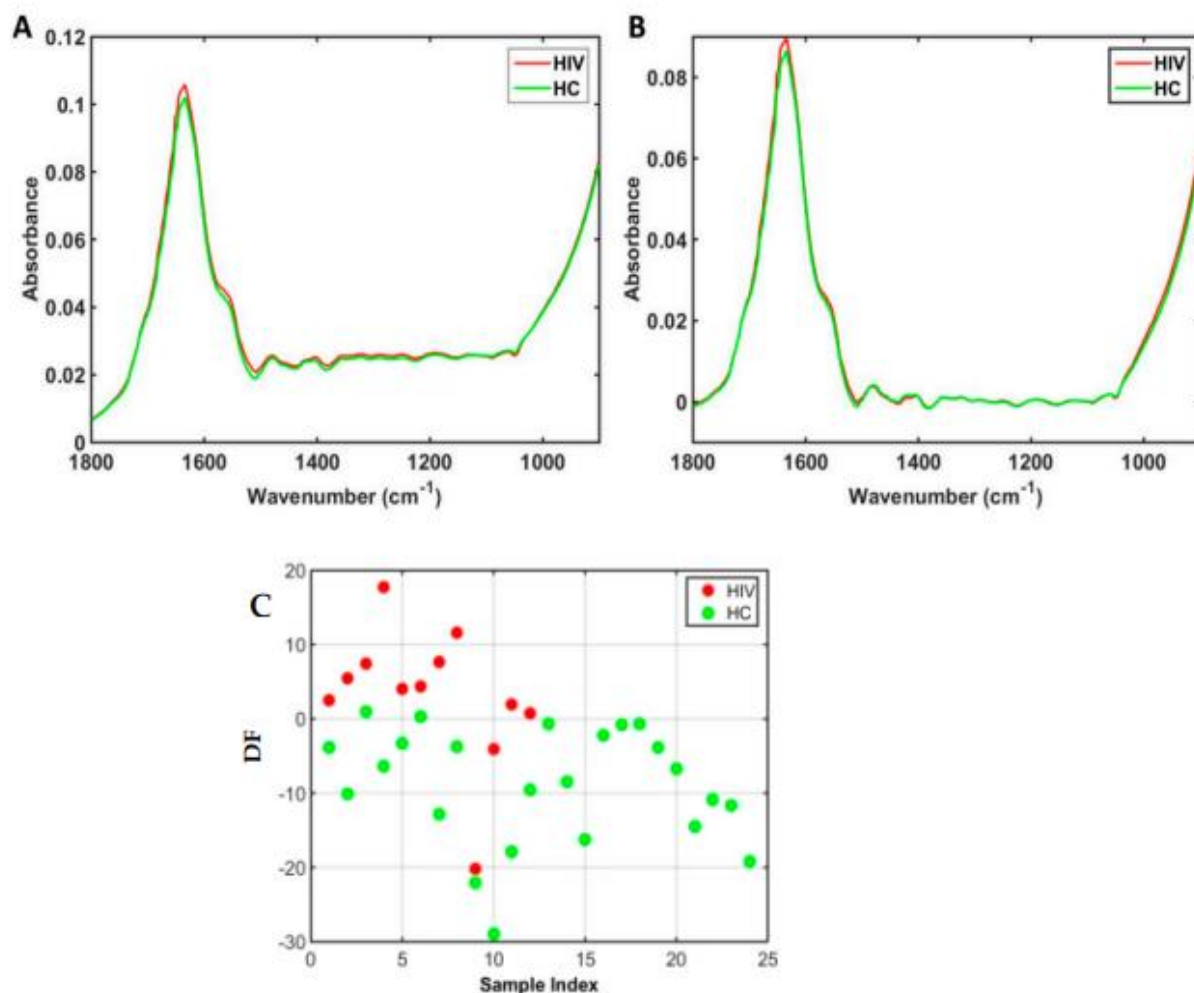 A
0.12
0.1
0.08
0.06
0.04
0.02
0
Absorbance
HIV
HC
1800 1600 1400 1200 1000
Wavenumber (cm-1)
B
0.08
0.06
0.04
0.02
0
Absorbance
HIV
HC
1800 1600 1400 1200 1000
Wavenumber (cm-1)
C
20
10
0
-10
-20
-30
DF
HIV
HC
0 5 10 15 20 25
Sample Index